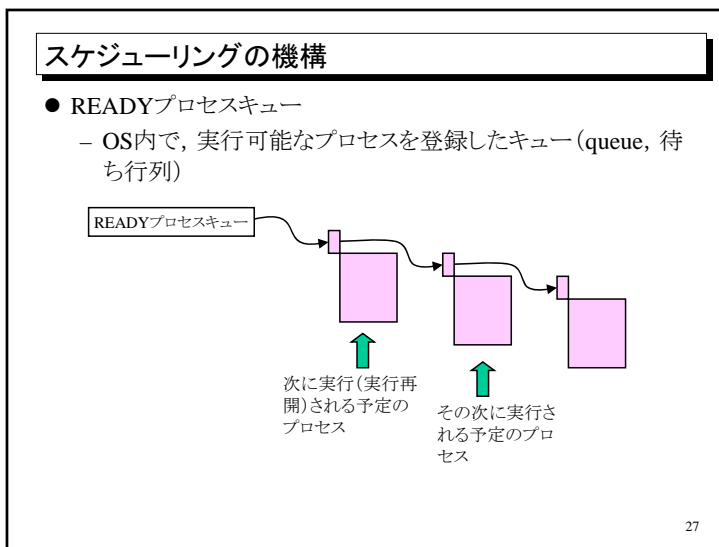 スケジューリングの機構
● READYプロセスキュー
– OS内で，実行可能なプロセスを登録したキュー（queue，待
ち行列）
READYプロセスキュー
次に実行（実行再
開）される予定の
プロセス
その次に実行さ
れる予定のプロ
セス
27